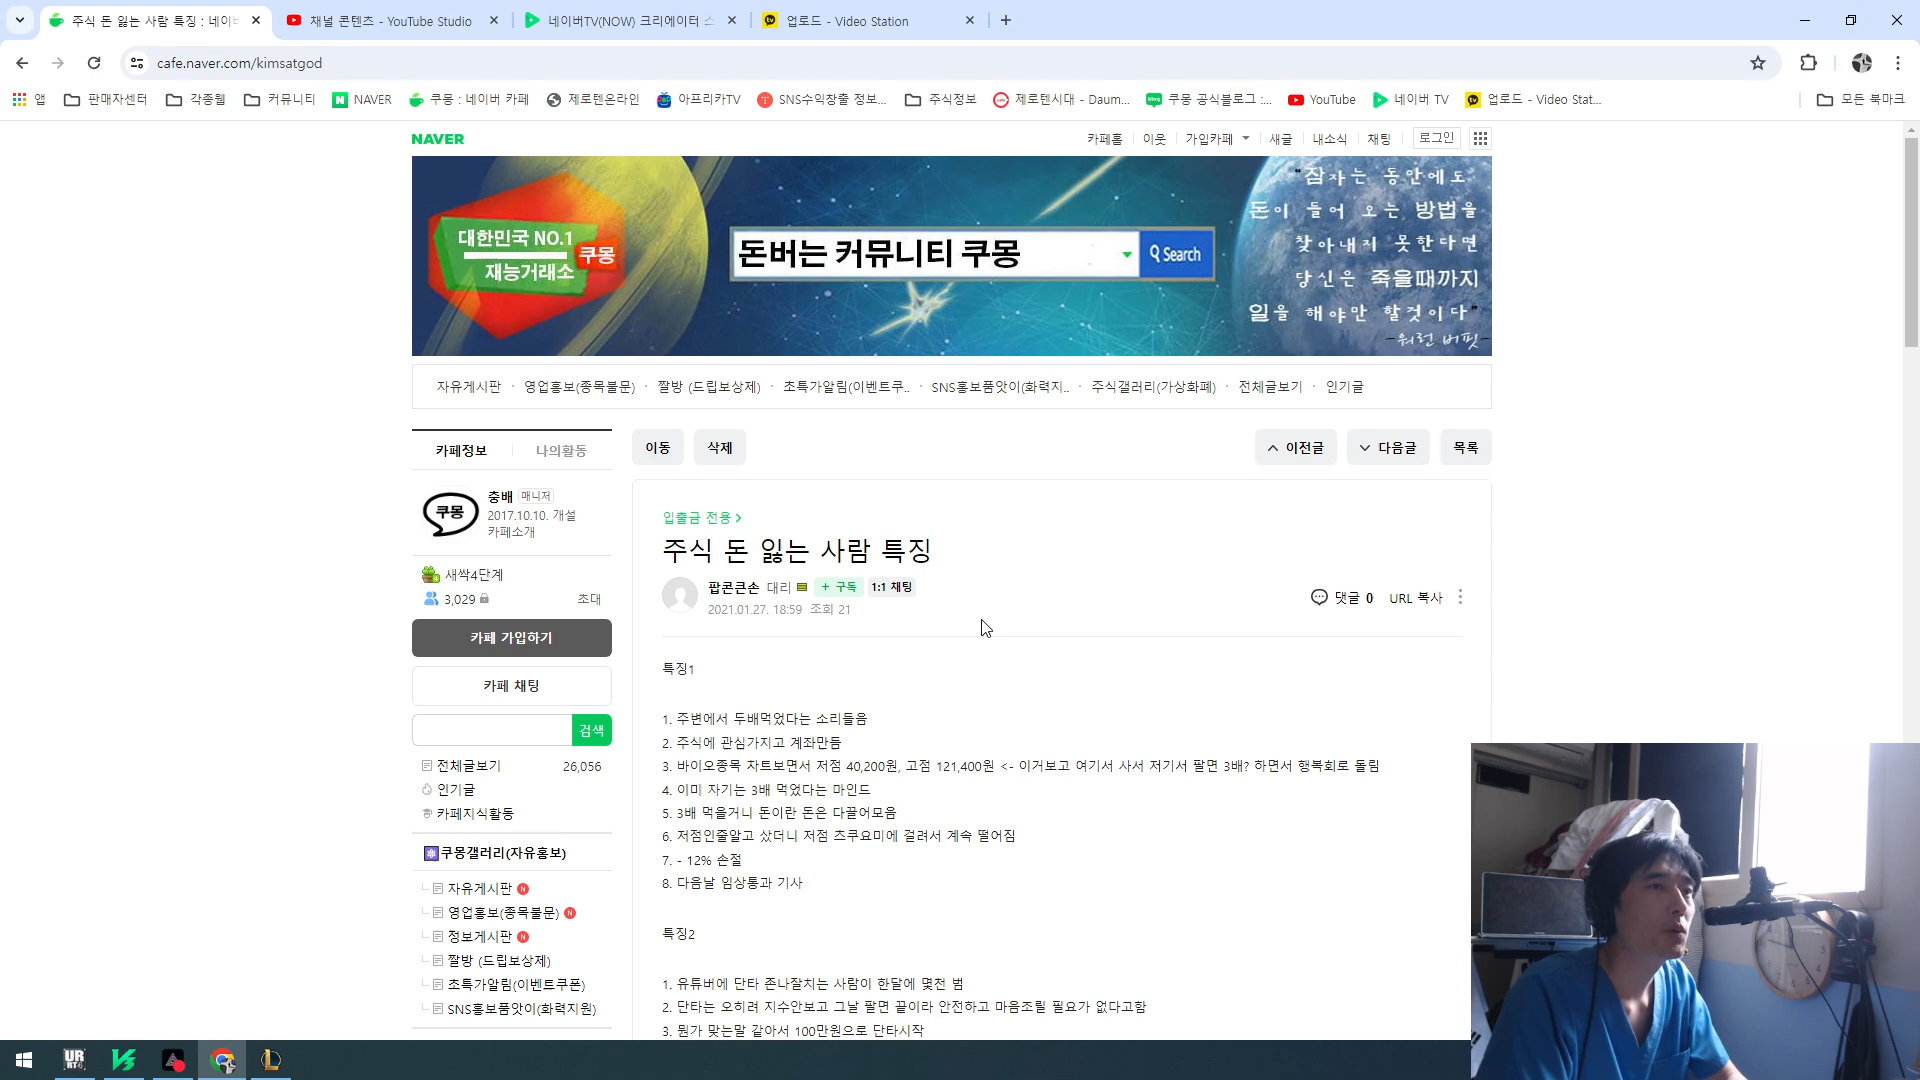 주식 돈 잃는 사람 특징 : 네이버
채널 콘텐츠 - YouTube Studio
네이버TV(NOW) 크리에이터 스
업로드 - Video Station
cafe.naver.com/kimsatgod
앱
판매자센터
각종웹
커뮤니티
NAVER
쿠몽 : 네이버 카페
제로텐온라인
아프리카TV
SNS수익창출 정보...
주식정보
제로텐시대 - Daum...
쿠몽 공식블로그 :...
YouTube
네이버 TV
업로드 - Video Stat...
모든 북마크
NAVER
카페홈 이웃 가입카페 새글 내소식 채팅 로그인
대한민국 NO.1
쿠몽
재능거래소
돈버는 커뮤니티 쿠몽
Search
"잠자는 동안에도
돈이 들어 오는 방법을
찾아내지 못한다면
당신은 죽을때까지
일을 해야만 할것이다"
-워런 버핏-
자유게시판 · 영업홍보(종목불문) · 짤방 (드립보상제) · 초특가알림(이벤트쿠.. · SNS홍보품앗이(화력지.. · 주식갤러리(가상화폐) · 전체글보기 · 인기글
카페정보 나의활동
이동 삭제
이전글 다음글 목록
쿠몽
충배 매니저
2017.10.10. 개설
카페소개
새싹4단계
3,029 초대
카페 가입하기
카페 채팅
검색
전체글보기 26,056
인기글
카페지식활동
쿠몽갤러리(자유홍보)
자유게시판 N
영업홍보(종목불문) N
정보게시판 N
짤방 (드립보상제)
초특가알림(이벤트쿠폰)
SNS홍보품앗이(화력지원)
입출금 전용 >
주식 돈 잃는 사람 특징
팝콘큰손 대리 + 구독 1:1 채팅
2021.01.27. 18:59 조회 21
댓글 0 URL 복사
특징1
1. 주변에서 두배먹었다는 소리들음
2. 주식에 관심가지고 계좌만듬
3. 바이오종목 차트보면서 저점 40,200원, 고점 121,400원 <- 이거보고 여기서 사서 저기서 팔면 3배? 하면서 행복회로 돌림
4. 이미 자기는 3배 먹었다는 마인드
5. 3배 먹을거니 돈이란 돈은 다끌어모음
6. 저점인줄알고 샀더니 저점 츠쿠요미에 걸려서 계속 떨어짐
7. - 12% 손절
8. 다음날 임상통과 기사
특징2
1. 유튜버에 단타 존나잘치는 사람이 한달에 몇천 범
2. 단타는 오히려 지수안보고 그날 팔면 끝이라 안전하고 마음조릴 필요가 없다고함
3. 뭔가 맞는말 같아서 100만원으로 단타시작
UR
RT4